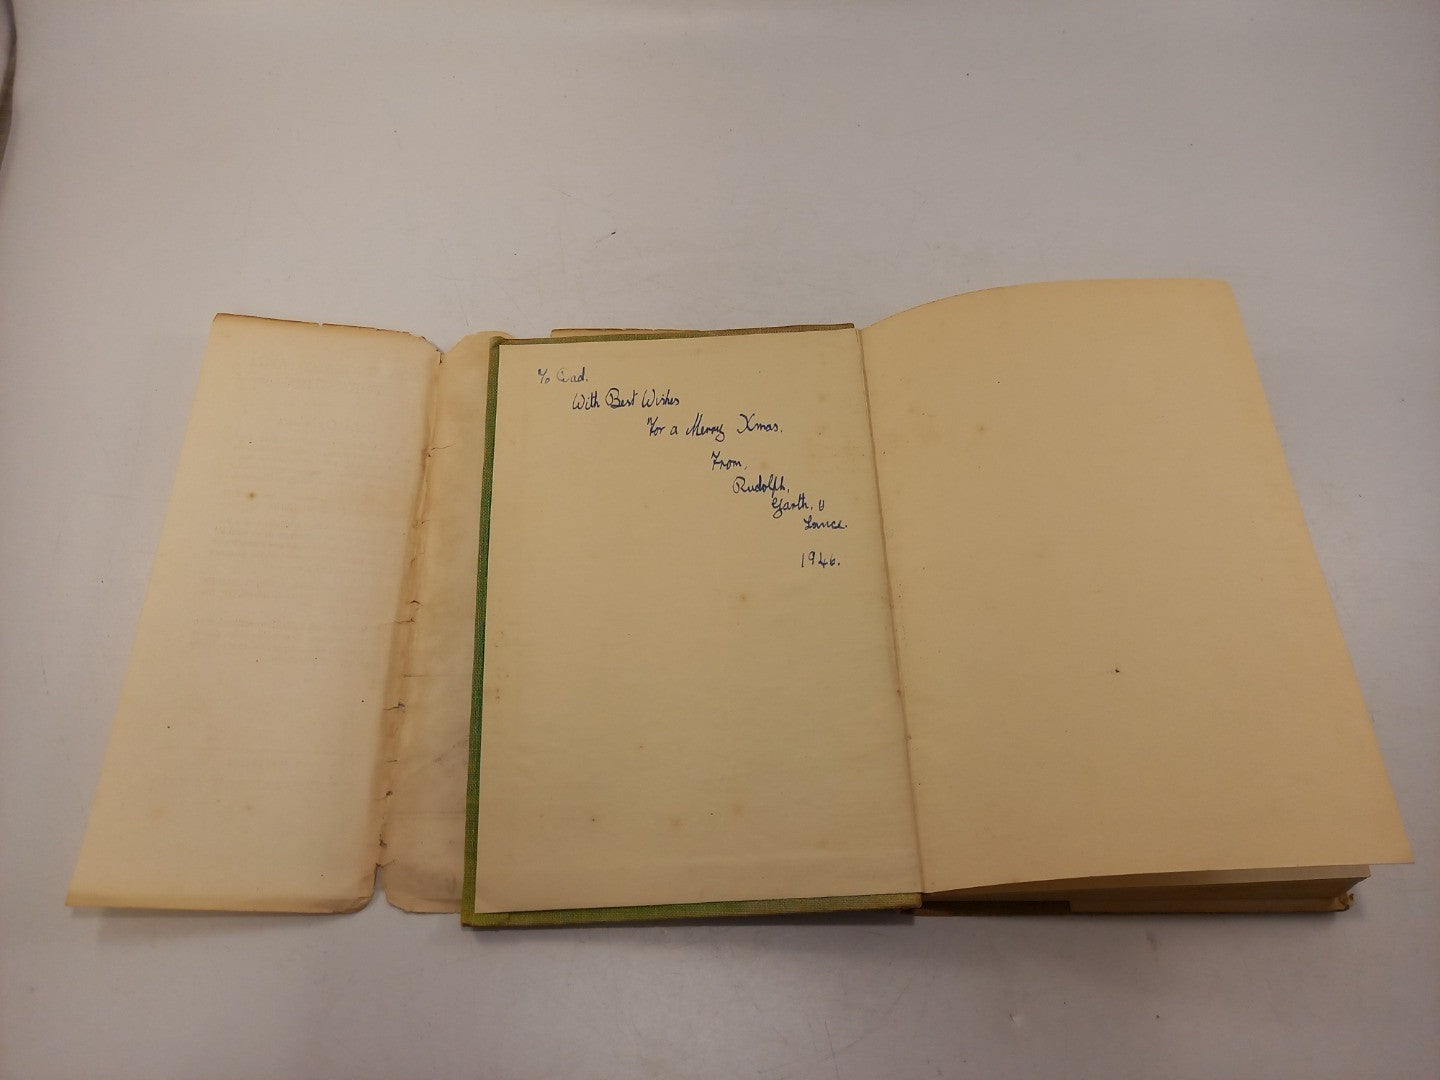 To Dad.
With Best Wishes
For a Merry Xmas.
From,
Rudolph,
Garth, &
Lance.
1946.